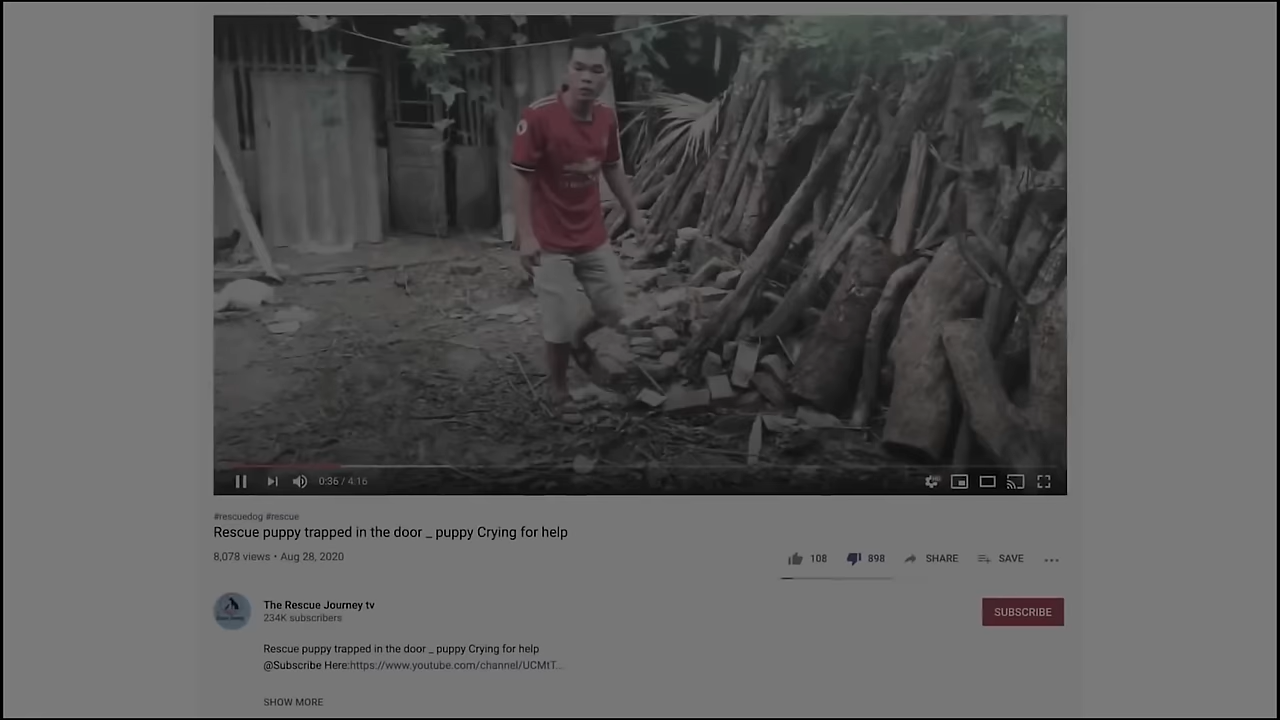 0:36 / 4:16
#rescuedog #rescue
Rescue puppy trapped in the door _ puppy Crying for help
8,078 views • Aug 28, 2020
108 898 SHARE SAVE ...
The Rescue Journey tv
234K subscribers
SUBSCRIBE
Rescue puppy trapped in the door _ puppy Crying for help
@Subscribe Here:https://www.youtube.com/channel/UCMtT...
SHOW MORE